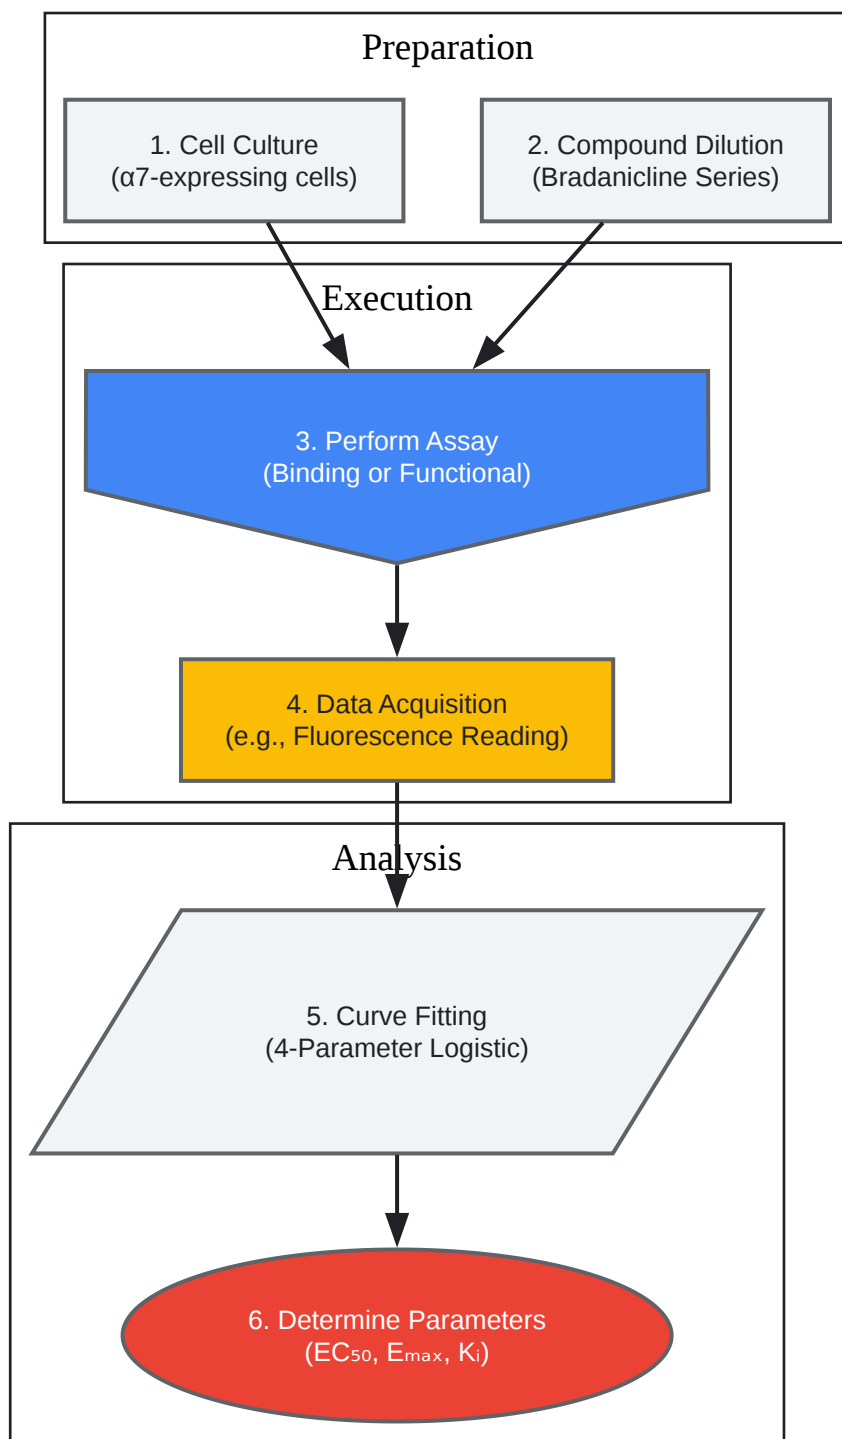 Preparation
1. Cell Culture
(α7-expressing cells)
2. Compound Dilution
(Bradanicline Series)
Execution
3. Perform Assay
(Binding or Functional)
4. Data Acquisition
(e.g., Fluorescence Reading)
Analysis
5. Curve Fitting
(4-Parameter Logistic)
6. Determine Parameters
(EC₅₀, Eₘₐₓ, Kᵢ)